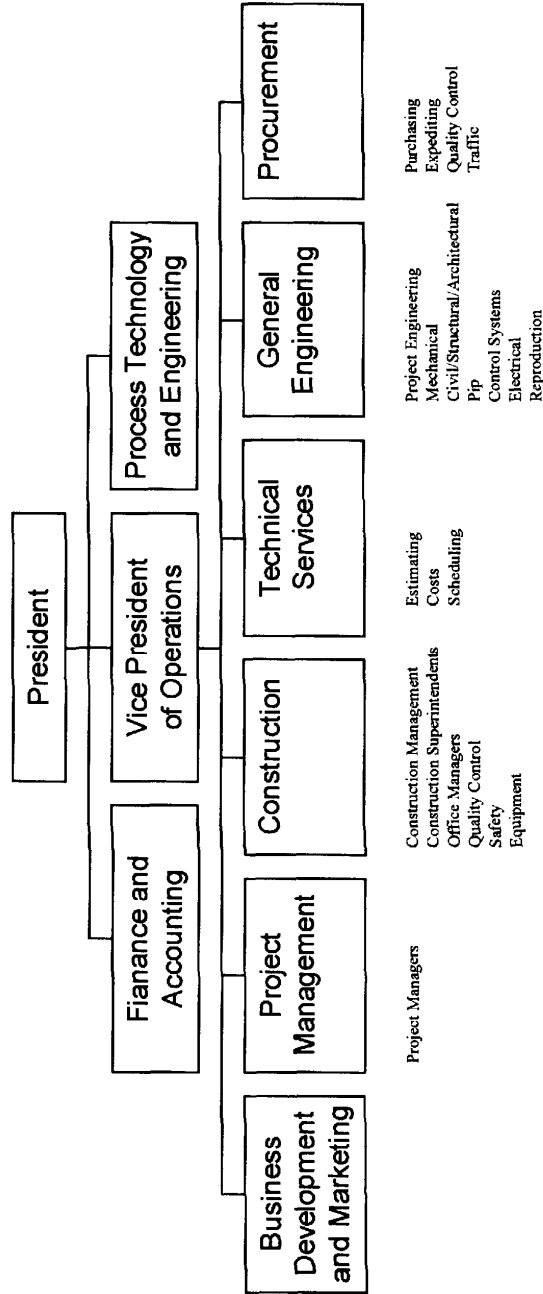 President
Fianance and
Accounting
Vice President
of Operations
Process Technology
and Engineering
Business
Development
and Marketing
Project
Management
Construction
Technical
Services
General
Engineering
Procurement
Project Managers
Construction Management
Construction Superintendents
Office Managers
Quality Control
Safety
Equipment
Estimating
Costs
Scheduling
Project Engineering
Mechanical
Civil/Structural/Architectural
Pip
Control Systems
Electrical
Reproduction
Purchasing
Expediting
Quality Control
Traffic